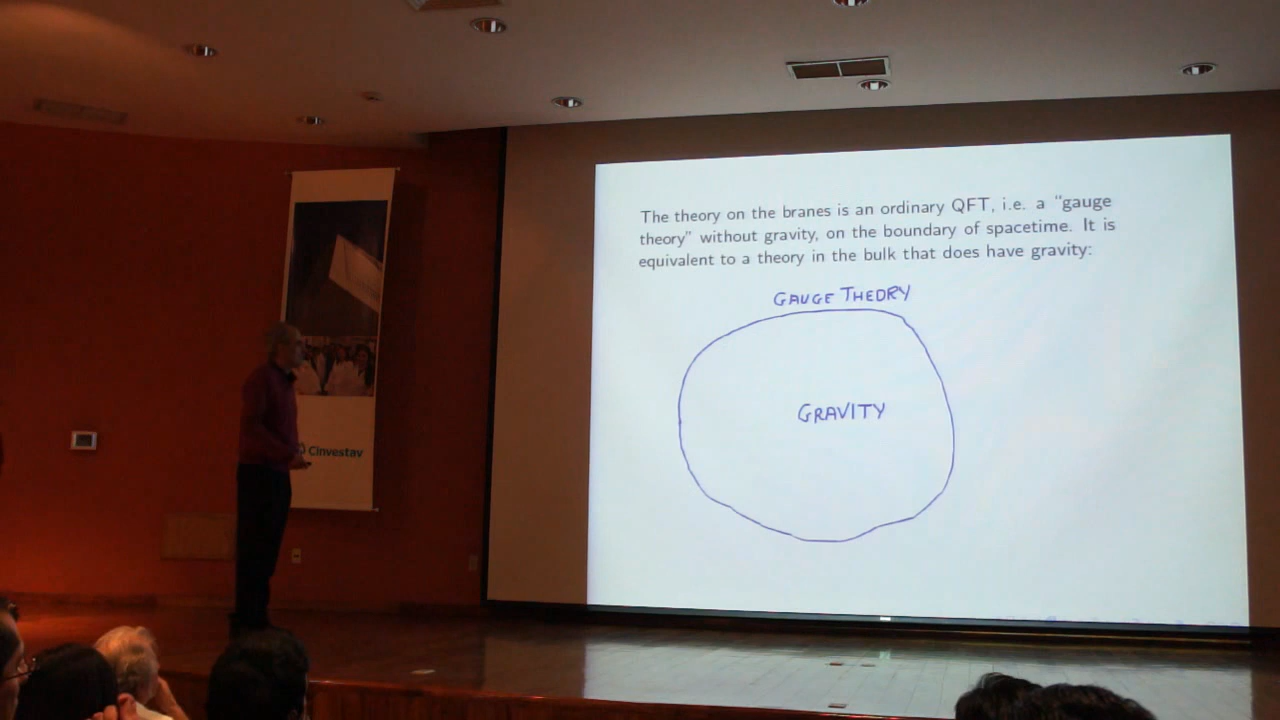 The theory on the branes is an ordinary QFT, i.e. a "gauge
theory" without gravity, on the boundary of spacetime. It is
equivalent to a theory in the bulk that does have gravity:
GAUGE THEORY
GRAVITY
Cinvestav